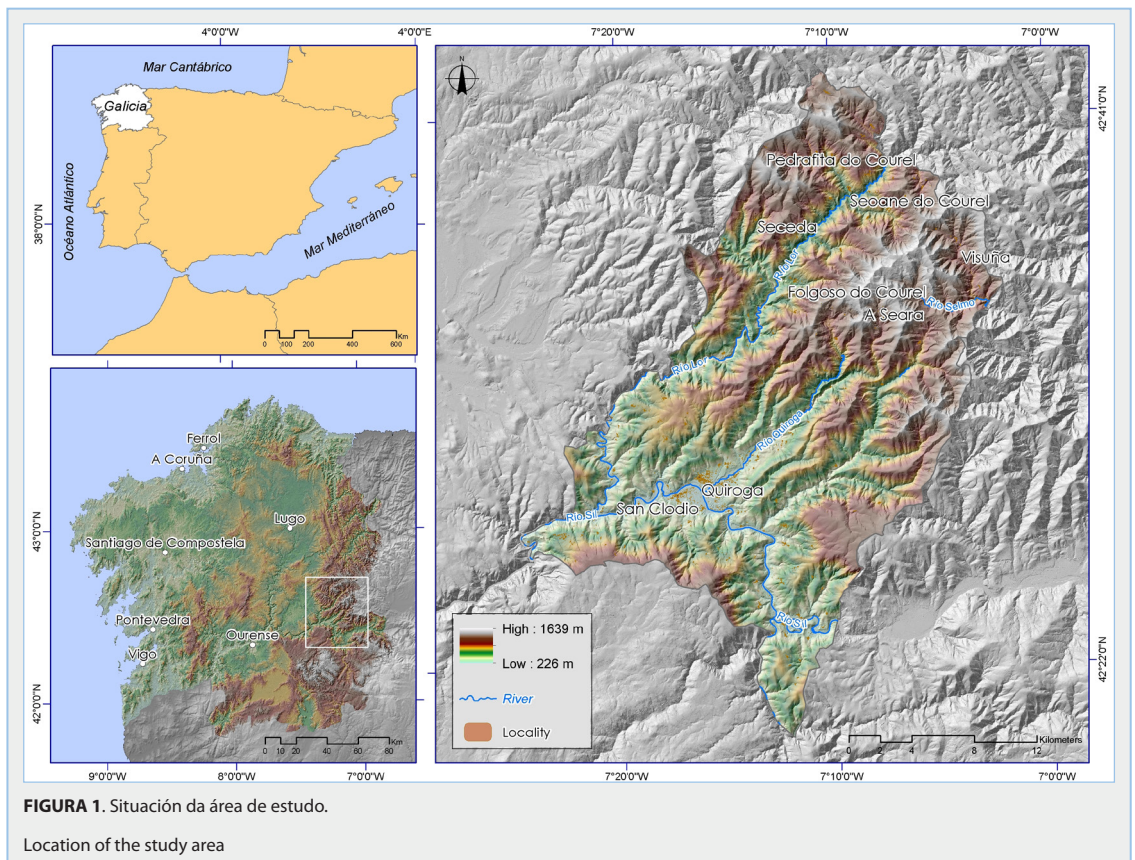 4°0'0"W
4°0'0"E
Mar Cantábrico
Galicia
Océano Atlántico
38°0'0"N
Mar Mediterráneo
0 100 200 400 600
Km
Ferrol
A Coruña
Lugo
Santiago de Compostela
Pontevedra
Ourense
Vigo
43°0'0"N
42°0'0"N
0 10 20 40 60 80
Km
9°0'0"W
8°0'0"W
7°0'0"W
7°20'0"W
7°10'0"W
7°0'0"W
N
42°41'0"N
Pedrafita do Courel
Seoane do Courel
Seceda
Visuña
Río Lor
Folgoso do Courel
Río Selmo
A Seara
Río Lor
Río Quiroga
Quiroga
San Clodio
Río Sil
Río Sil
High : 1639 m
Low : 226 m
River
Locality
42°22'0"N
0 2 4 8 12
Kilometers
7°20'0"W
7°10'0"W
7°0'0"W
FIGURA 1. Situación da área de estudo.
Location of the study area